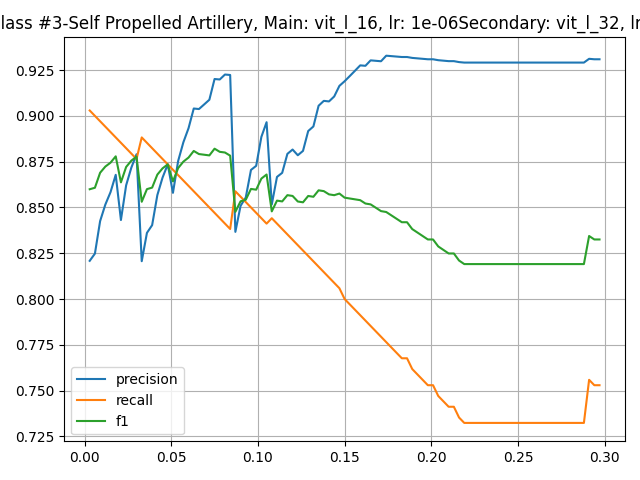 lass #3-Self Propelled Artillery, Main: vit_l_16, lr: 1e-06Secondary: vit_l_32, lr
0.925
0.900
0.875
0.850
0.825
0.800
0.775
0.750
0.725
precision
recall
f1
0.00 0.05 0.10 0.15 0.20 0.25 0.30